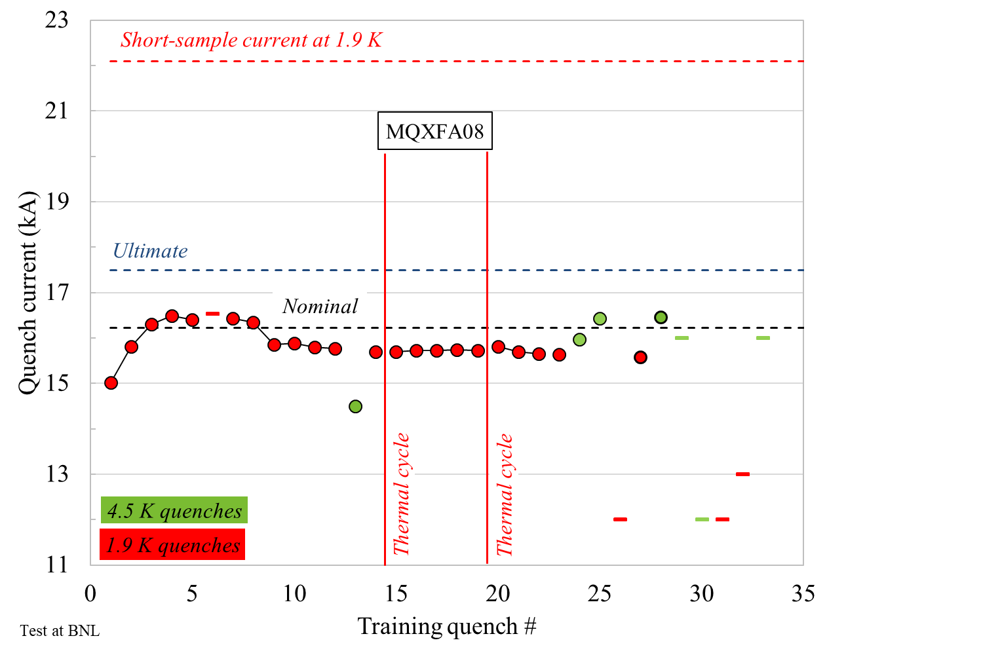 23
Short-sample current at 1.9 K
21
MQXFA08
19
Quench current (kA)
Ultimate
17
Nominal
15
13
Thermal cycle
Thermal cycle
4.5 K quenches
1.9 K quenches
11
0 5 10 15 20 25 30 35
Training quench #
Test at BNL